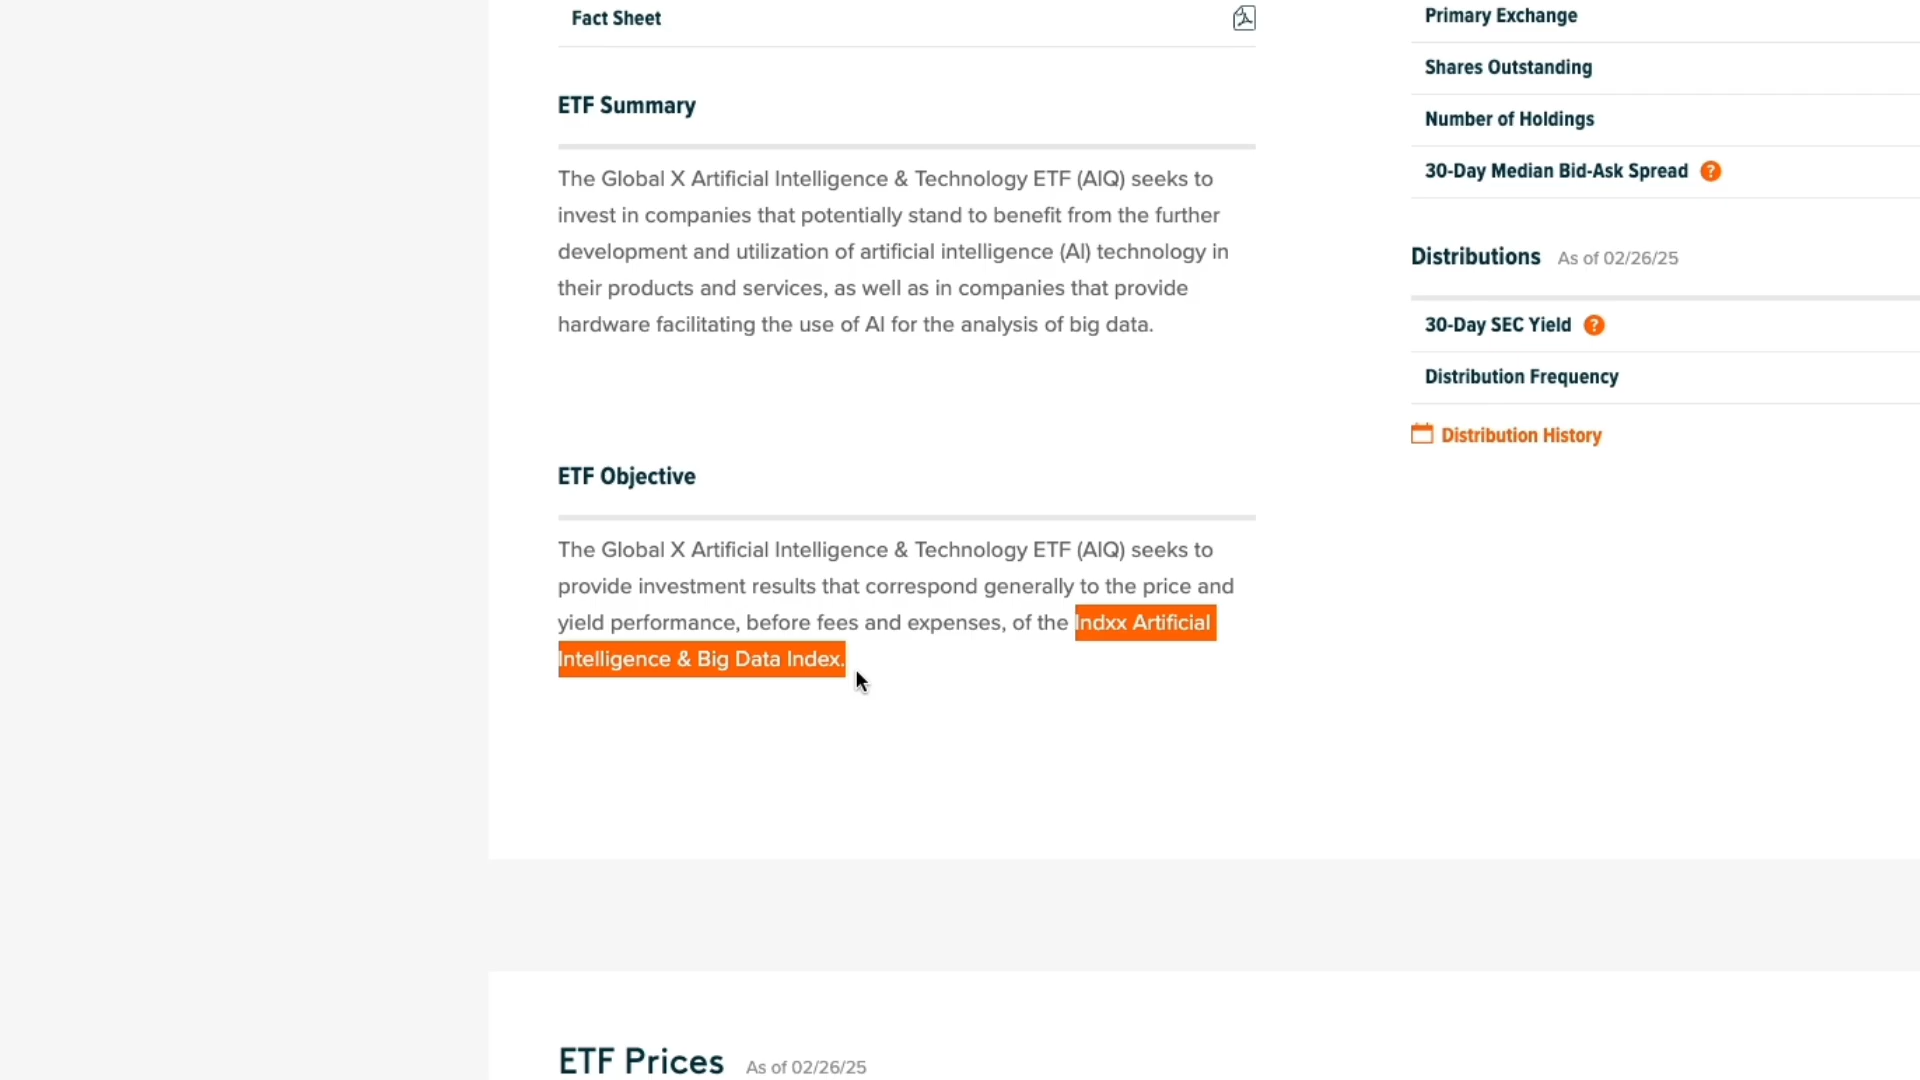 Fact Sheet
ETF Summary
The Global X Artificial Intelligence & Technology ETF (AIQ) seeks to
invest in companies that potentially stand to benefit from the further
development and utilization of artificial intelligence (AI) technology in
their products and services, as well as in companies that provide
hardware facilitating the use of AI for the analysis of big data.
ETF Objective
The Global X Artificial Intelligence & Technology ETF (AIQ) seeks to
provide investment results that correspond generally to the price and
yield performance, before fees and expenses, of the Indxx Artificial
Intelligence & Big Data Index.
Primary Exchange
Shares Outstanding
Number of Holdings
30-Day Median Bid-Ask Spread ?
Distributions As of 02/26/25
30-Day SEC Yield ?
Distribution Frequency
Distribution History
ETF Prices As of 02/26/25